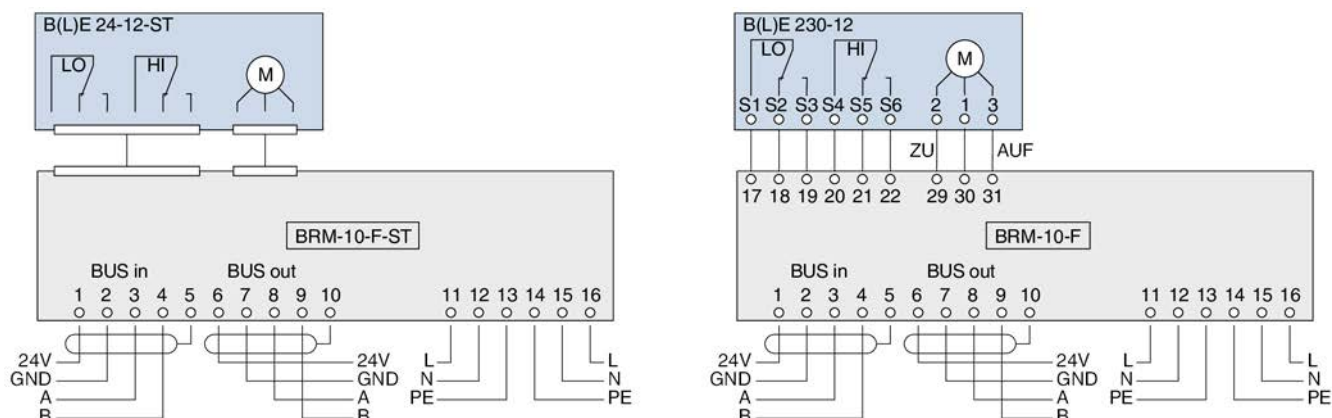 B(L)E 24-12-ST
LO HI M
BRM-10-F-ST
BUS in BUS out
1 2 3 4 5 6 7 8 9 10 11 12 13 14 15 16
24V 24V L L
GND GND N N
A A PE PE
B B
B(L)E 230-12
LO HI M
S1 S2 S3 S4 S5 S6 2 1 3
ZU AUF
17 18 19 20 21 22 29 30 31
BRM-10-F
BUS in BUS out
1 2 3 4 5 6 7 8 9 10 11 12 13 14 15 16
24V 24V L L
GND GND N N
A A PE PE
B B